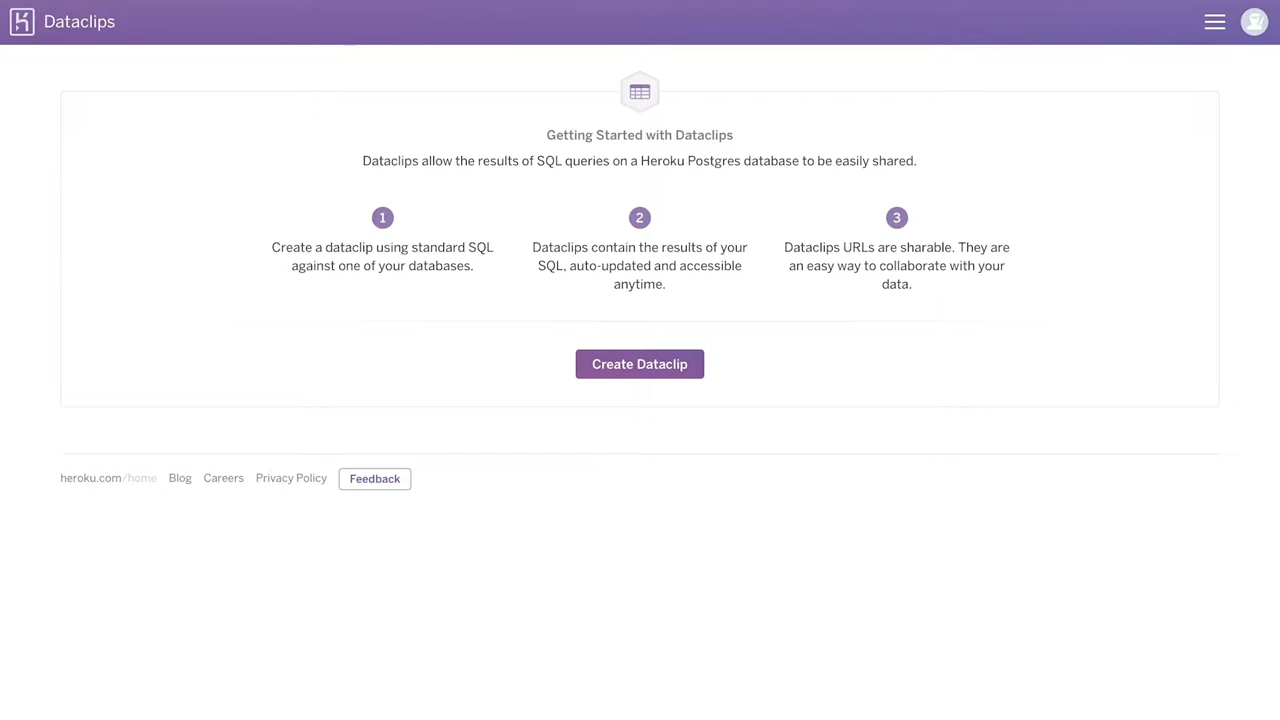 Dataclips
Getting Started with Dataclips
Dataclips allow the results of SQL queries on a Heroku Postgres database to be easily shared.
1
Create a dataclip using standard SQL
against one of your databases.
2
Dataclips contain the results of your
SQL, auto-updated and accessible
anytime.
3
Dataclips URLs are sharable. They are
an easy way to collaborate with your
data.
Create Dataclip
heroku.com/home Blog Careers Privacy Policy Feedback